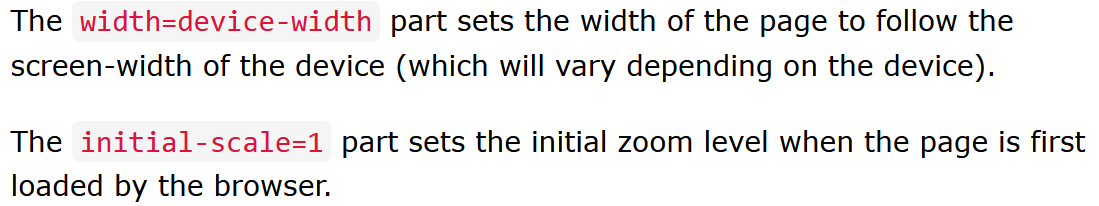 The width=device-width part sets the width of the page to follow the
screen-width of the device (which will vary depending on the device).
The initial-scale=1 part sets the initial zoom level when the page is first
loaded by the browser.